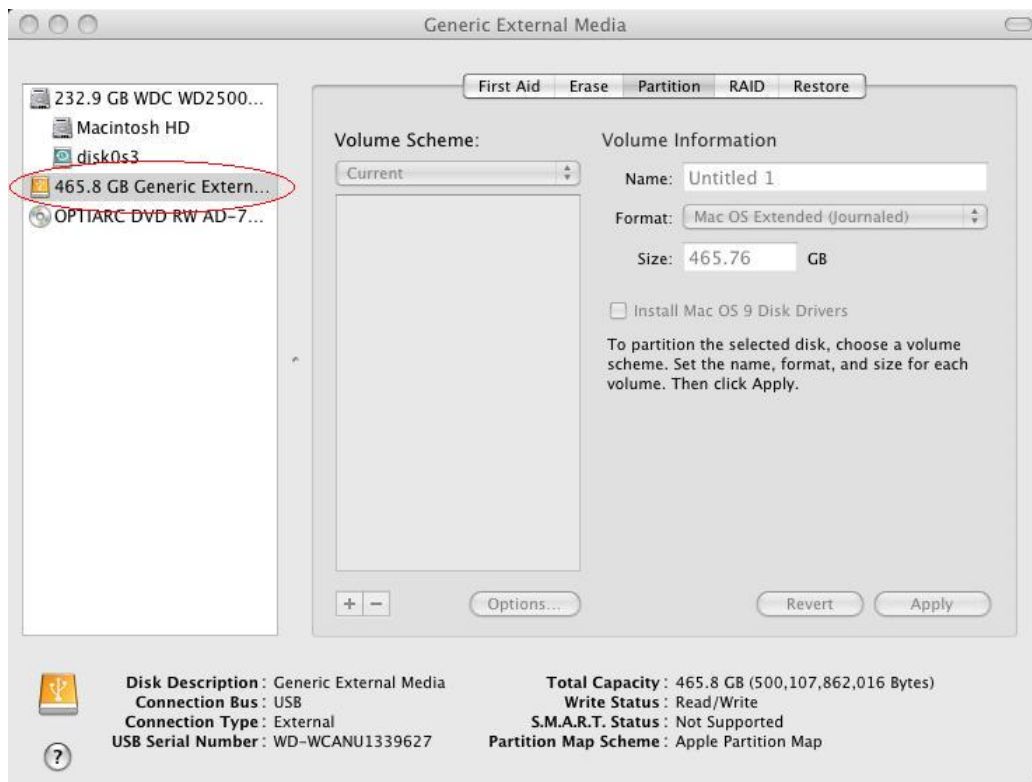 Generic External Media
232.9 GB WDC WD2500...
Macintosh HD
disk0s3
465.8 GB Generic Extern...
OPTIARC DVD RW AD-7...
First Aid Erase Partition RAID Restore
Volume Scheme:
Current
Volume Information
Name: Untitled 1
Format: Mac OS Extended (Journaled)
Size: 465.76 GB
Install Mac OS 9 Disk Drivers
To partition the selected disk, choose a volume
scheme. Set the name, format, and size for each
volume. Then click Apply.
+ − Options... Revert Apply
Disk Description : Generic External Media
Connection Bus : USB
Connection Type : External
USB Serial Number : WD-WCANU1339627
Total Capacity : 465.8 GB (500,107,862,016 Bytes)
Write Status : Read/Write
S.M.A.R.T. Status : Not Supported
Partition Map Scheme : Apple Partition Map
?